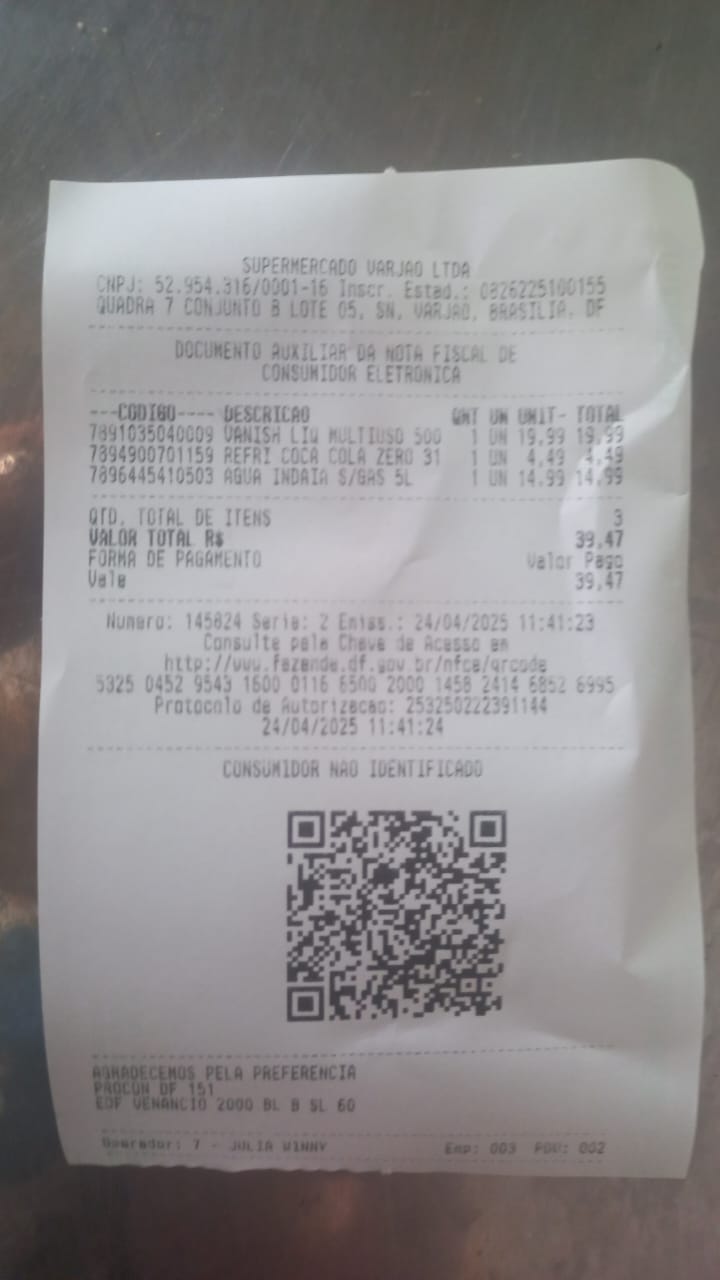 SUPERMERCADO VARJAO LTDA
CNPJ: 52.954.316/0001-16 Inscr. Estad.: 0826225100155
QUADRA 7 CONJUNTO B LOTE 05, SN, VARJAO, BRASILIA, DF
DOCUMENTO AUXILIAR DA NOTA FISCAL DE
CONSUMIDOR ELETRONICA
---CODIGO---- DESCRICAO QNT UN UNIT- TOTAL
7891035040009 VANISH LIQ MULTIUSO 500 1 UN 19,99 19,99
7894900701159 REFRI COCA COLA ZERO 31 1 UN 4,49 4,49
7896445410503 AGUA INDAIA S/GAS 5L 1 UN 14,99 14,99
QTD. TOTAL DE ITENS 3
VALOR TOTAL R$ 39,47
FORMA DE PAGAMENTO Valor Pago
Vale 39,47
Numero: 145824 Serie: 2 Emiss.: 24/04/2025 11:41:23
Consulte pela Chave de Acesso em
http://www.fazenda.df.gov.br/nfce/qrcode
5325 0452 9543 1600 0116 6500 2000 1458 2414 6852 6995
Protocolo de Autorizacao: 253250222391144
24/04/2025 11:41:24
CONSUMIDOR NAO IDENTIFICADO
AGRADECEMOS PELA PREFERENCIA
PROCON DF 151
EDF VENANCIO 2000 BL B SL 60
Operador: 7 - JULIA WINNY Emp: 003 PDV: 002